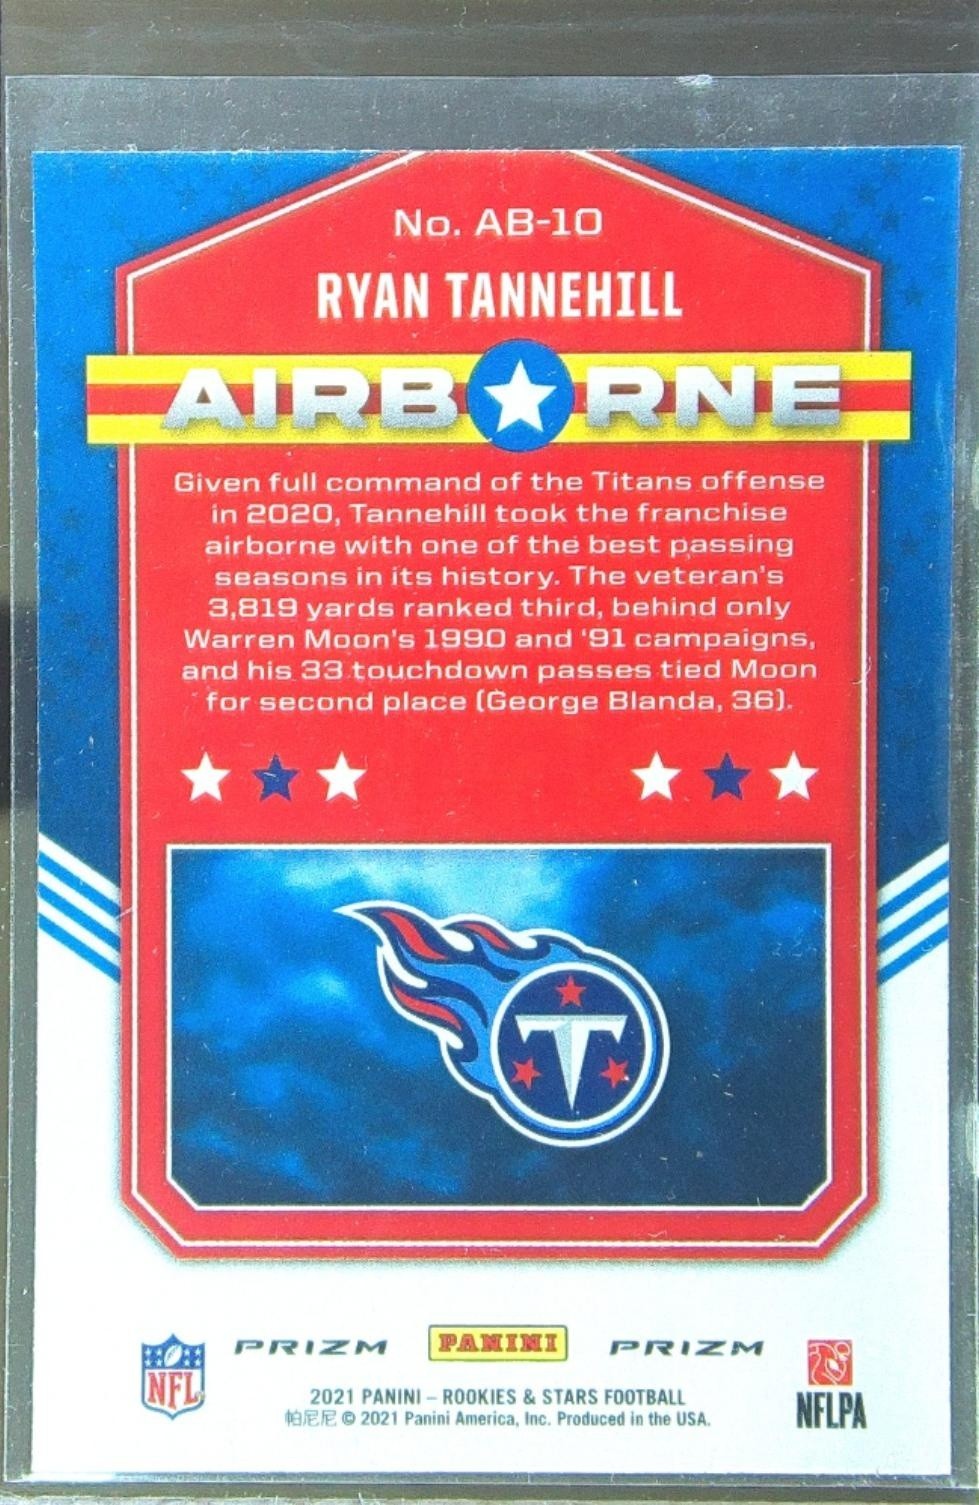 No. AB-10
RYAN TANNEHILL
AIRB★RNE
Given full command of the Titans offense
in 2020, Tannehill took the franchise
airborne with one of the best passing
seasons in its history. The veteran's
3,819 yards ranked third, behind only
Warren Moon's 1990 and '91 campaigns,
and his 33 touchdown passes tied Moon
for second place (George Blanda, 36).
T
NFL PRIZM PANINI PRIZM NFLPA
2021 PANINI – ROOKIES & STARS FOOTBALL
帕尼尼 © 2021 Panini America, Inc. Produced in the USA.